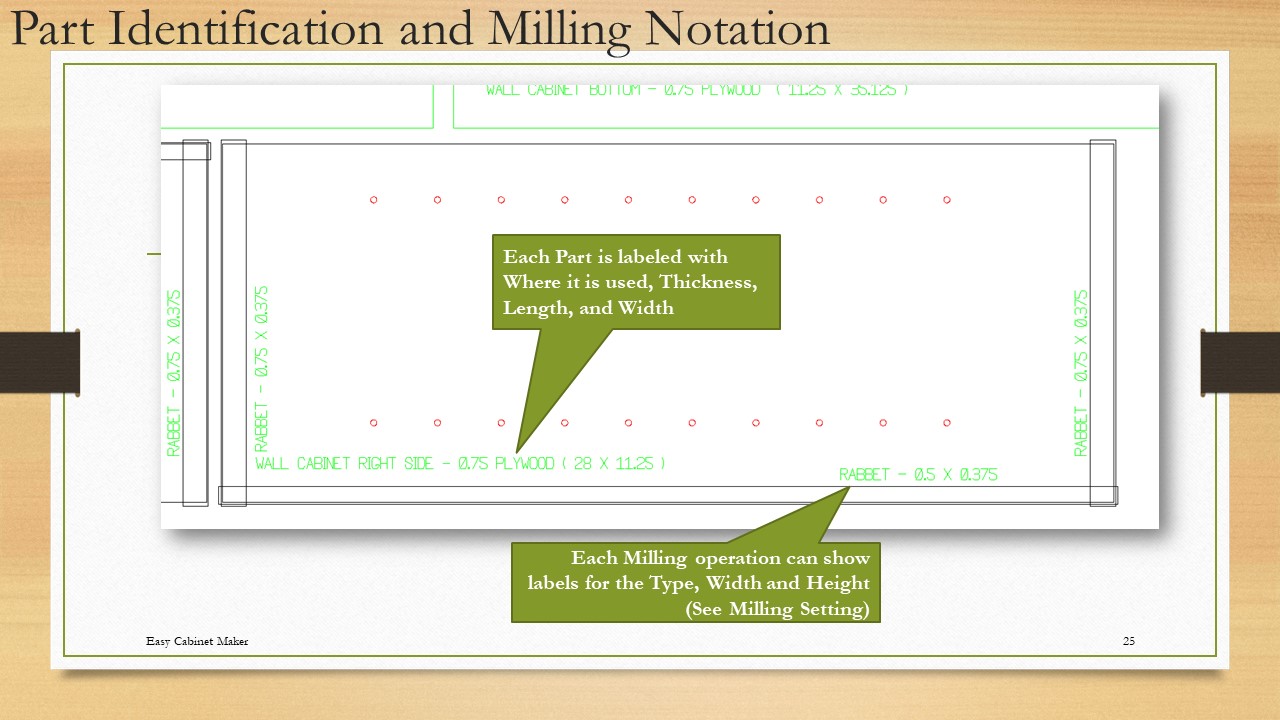 Part Identification and Milling Notation
WALL CABINET BOTTOM - 0.75 PLYWOOD ( 11.25 X 35.125 )
Each Part is labeled with
Where it is used, Thickness,
Length, and Width
RABBET - 0.75 X 0.375
RABBET - 0.75 X 0.375
RABBET - 0.75 X 0.375
WALL CABINET RIGHT SIDE - 0.75 PLYWOOD ( 28 X 11.25 )
RABBET - 0.5 X 0.375
Each Milling operation can show
labels for the Type, Width and Height
(See Milling Setting)
Easy Cabinet Maker
25